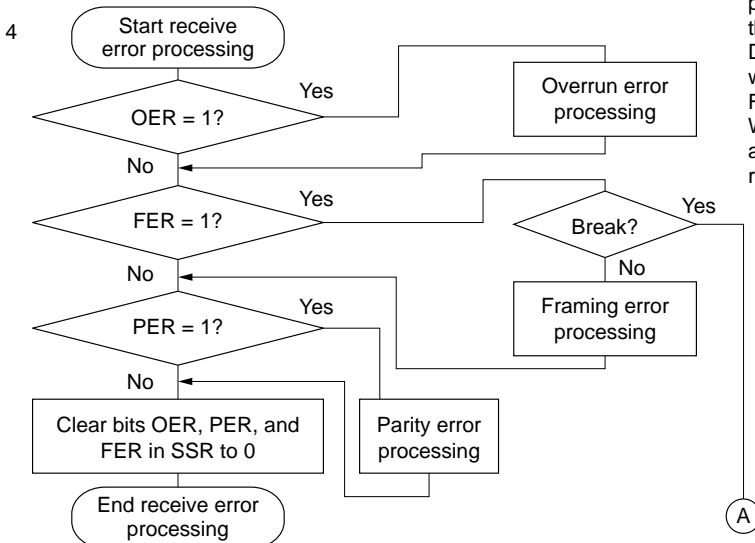 4
Start receive
error processing
OER = 1?
Yes
Overrun error
processing
No
FER = 1?
Yes
Break?
Yes
No
No
Framing error
processing
PER = 1?
Yes
No
Clear bits OER, PER, and
FER in SSR to 0
Parity error
processing
End receive error
processing
A